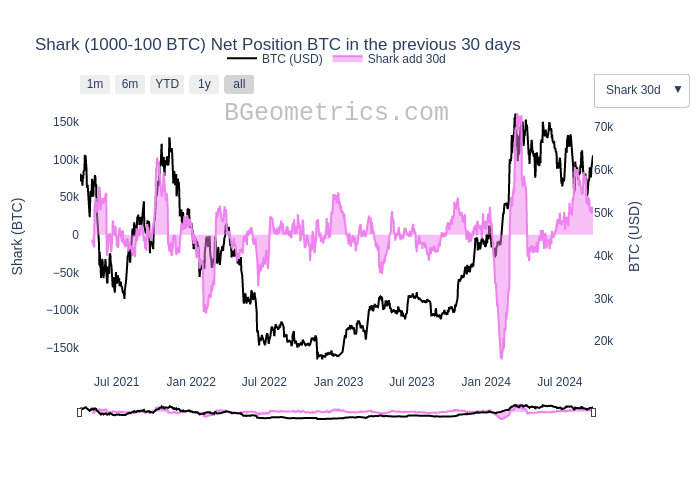 Shark (1000-100 BTC) Net Position BTC in the previous 30 days
BTC (USD) Shark add 30d
1m 6m YTD 1y all
Shark 30d ▼
BGeometrics.com
150k
100k
50k
0
−50k
−100k
−150k
Shark (BTC)
70k
60k
50k
40k
30k
20k
BTC (USD)
Jul 2021 Jan 2022 Jul 2022 Jan 2023 Jul 2023 Jan 2024 Jul 2024